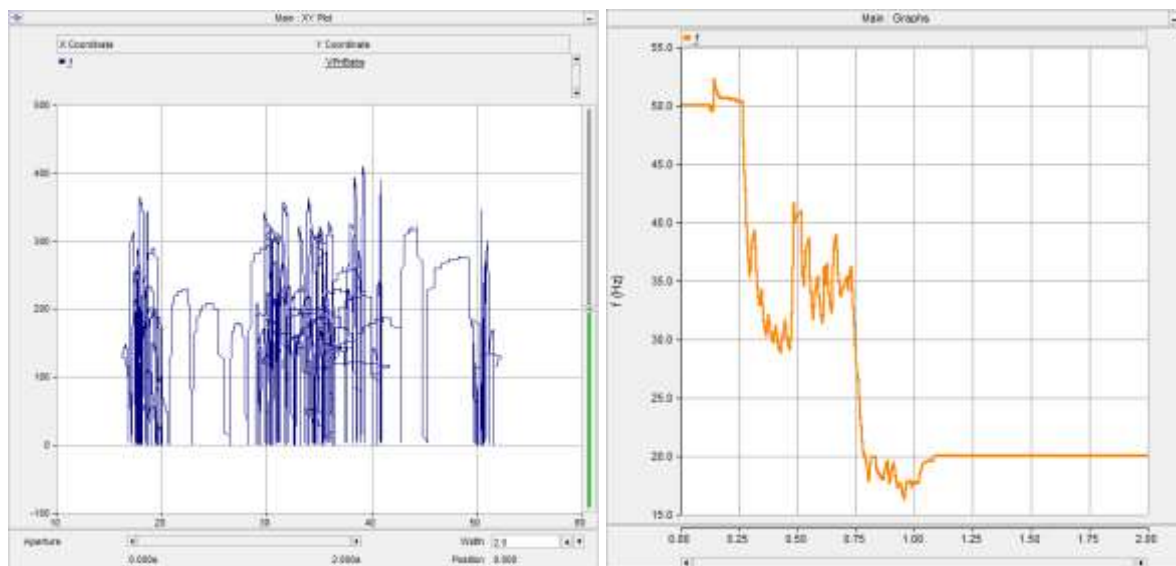 Main : XY Plot
X Coordinate Y Coordinate
f
500
400
300
200
100
0
-100
10 20 30 40 50 60
Aperture Width 2.0
0.000s 2.000s Position 0.000
Main : Graphs
f
55.0
50.0
45.0
40.0
35.0
30.0
25.0
20.0
15.0
f (Hz)
0.00 0.25 0.50 0.75 1.00 1.25 1.50 1.75 2.00